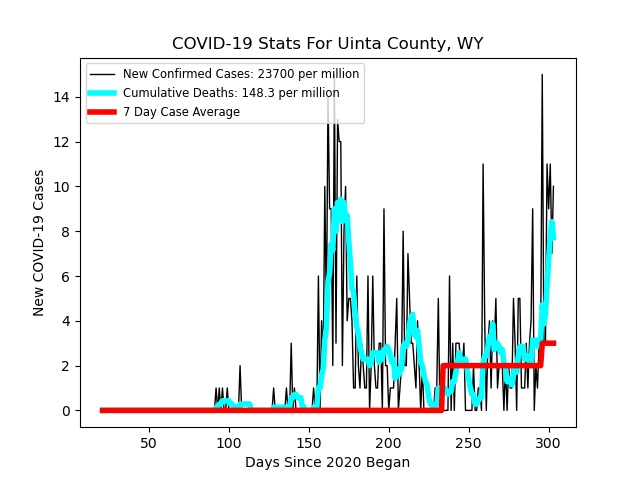 COVID-19 Stats For Uinta County, WY
New Confirmed Cases: 23700 per million
Cumulative Deaths: 148.3 per million
7 Day Case Average
New COVID-19 Cases
14
12
10
8
6
4
2
0
50 100 150 200 250 300
Days Since 2020 Began